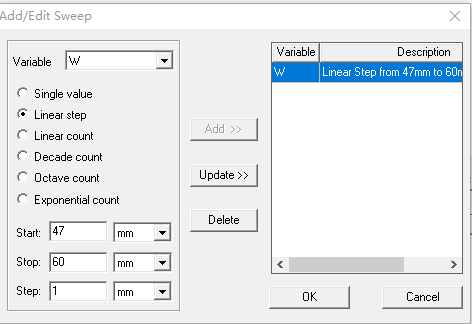 Add/Edit Sweep
Variable W
Single value
Linear step
Linear count
Decade count
Octave count
Exponential count
Start: 47 mm
Stop: 60 mm
Step: 1 mm
Add >>
Update >>
Delete
Variable Description
W Linear Step from 47mm to 60m
OK Cancel